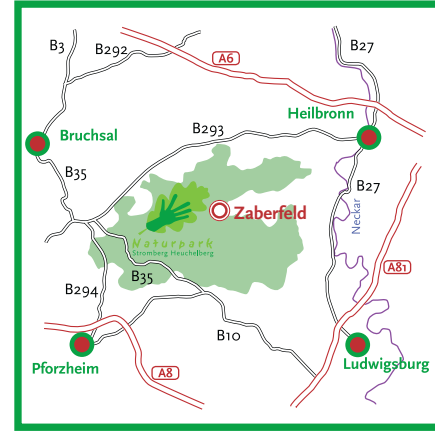 B3
B292
B27
A6
Heilbronn
Bruchsal
B293
B35
B27
Neckar
Zaberfeld
Naturpark
Stromberg Heuchelberg
A81
B35
B294
B10
Pforzheim
A8
Ludwigsburg